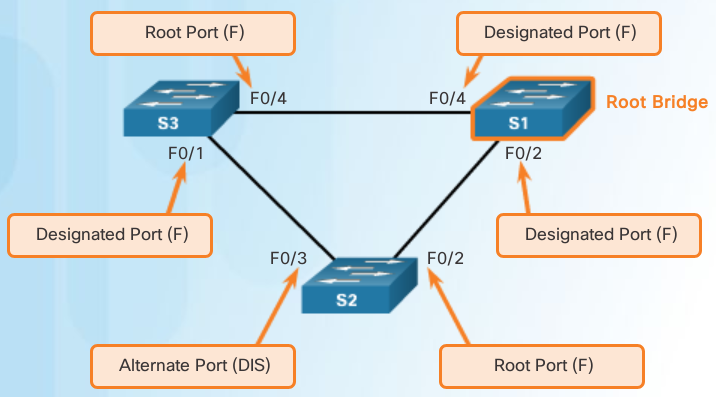 Root Port (F)
Designated Port (F)
F0/4
F0/4
Root Bridge
S3
S1
F0/1
F0/2
Designated Port (F)
Designated Port (F)
F0/3
F0/2
S2
Alternate Port (DIS)
Root Port (F)